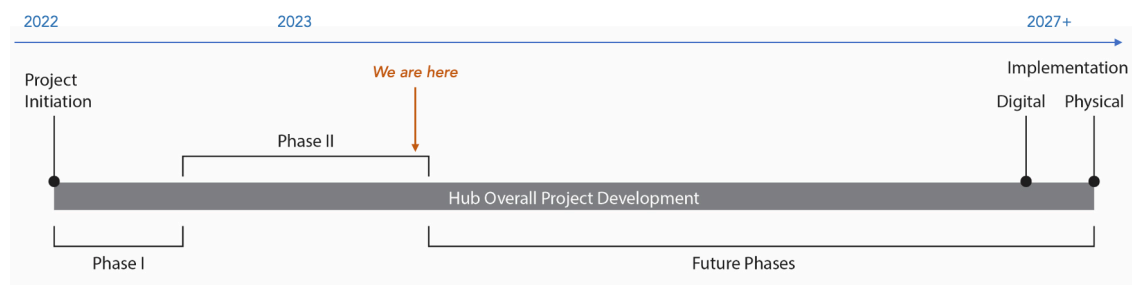 2022
2023
2027+
We are here
Implementation
Project
Initiation
Digital
Physical
Phase II
Hub Overall Project Development
Phase I
Future Phases